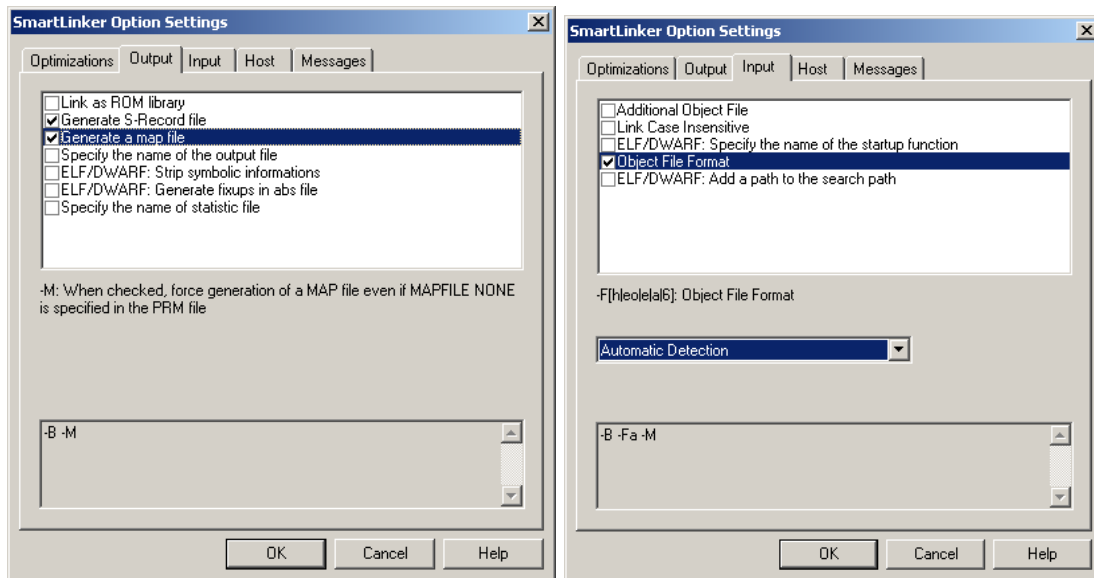 SmartLinker Option Settings
Optimizations Output Input Host Messages
Link as ROM library
Generate S-Record file
Generate a map file
Specify the name of the output file
ELF/DWARF: Strip symbolic informations
ELF/DWARF: Generate fixups in abs file
Specify the name of statistic file
-M: When checked, force generation of a MAP file even if MAPFILE NONE
is specified in the PRM file
-B -M
OK Cancel Help
SmartLinker Option Settings
Optimizations Output Input Host Messages
Additional Object File
Link Case Insensitive
ELF/DWARF: Specify the name of the startup function
Object File Format
ELF/DWARF: Add a path to the search path
-F[h|eo|e|a|6]: Object File Format
Automatic Detection
-B -Fa -M
OK Cancel Help